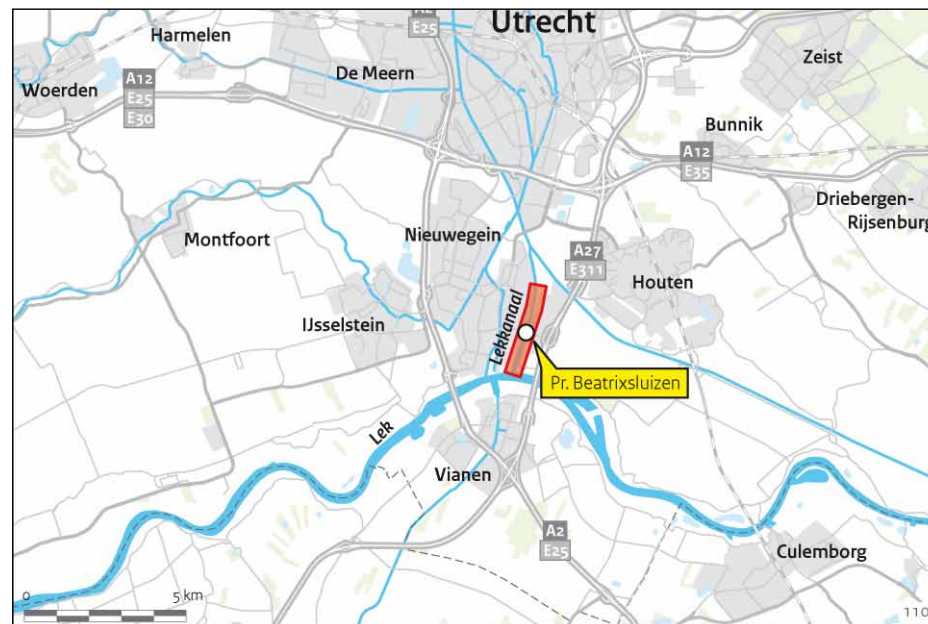 Utrecht
E25
Harmelen
De Meern
Zeist
Woerden
A12
E25
E30
Bunnik
A12
E35
Driebergen-
Rijsenburg
Montfoort
Nieuwegein
A27
E311
Houten
IJsselstein
Lekkanaal
Pr. Beatrixsluizen
Lek
Vianen
A2
E25
Culemborg
0
5 km
110